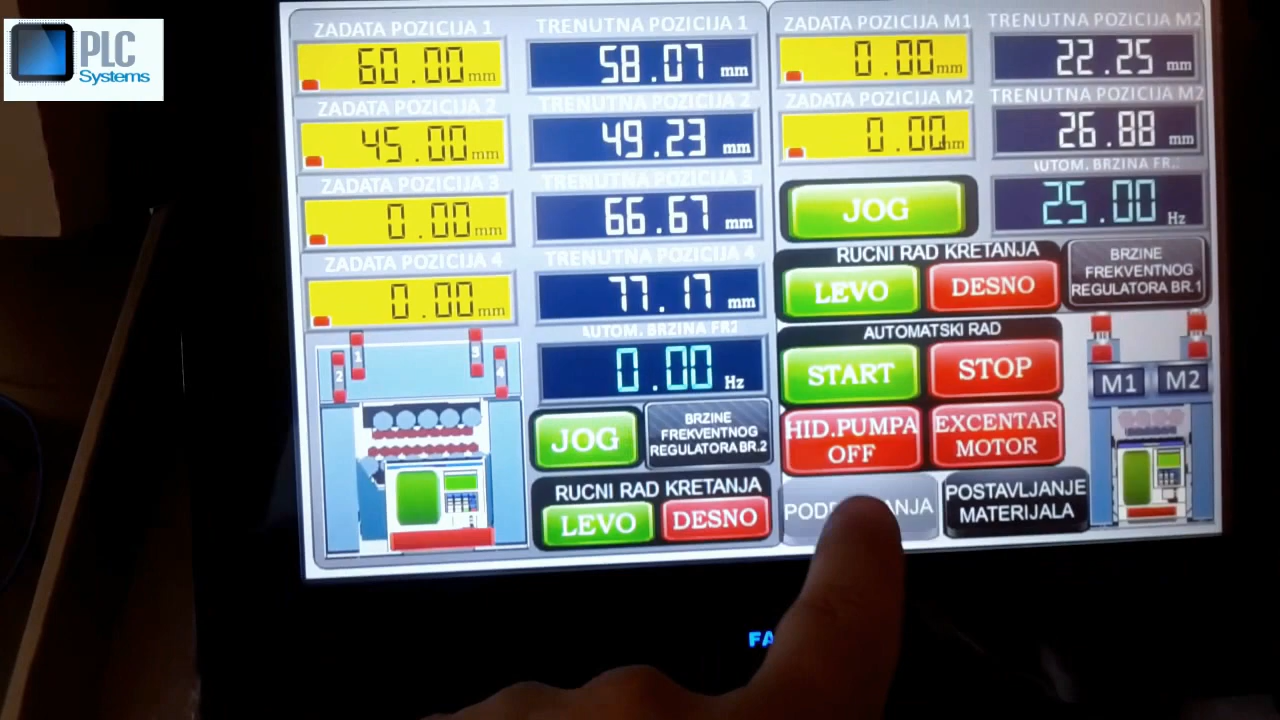 PLC
Systems
ZADATA POZICIJA 1
60.00 mm
ZADATA POZICIJA 2
45.00 mm
ZADATA POZICIJA 3
0.00 mm
ZADATA POZICIJA 4
0.00 mm
2
1
5
4
TRENUTNA POZICIJA 1
58.07 mm
TRENUTNA POZICIJA 2
49.23 mm
TRENUTNA POZICIJA 3
66.67 mm
TRENUTNA POZICIJA 4
77.17 mm
AUTOM. BRZINA FR2
0.00 Hz
JOG
BRZINE
FREKVENTNOG
REGULATORA BR.2
RUCNI RAD KRETANJA
LEVO
DESNO
ZADATA POZICIJA M1
0.00 mm
ZADATA POZICIJA M2
0.00 mm
TRENUTNA POZICIJA M2
22.25 mm
TRENUTNA POZICIJA M2
26.88 mm
AUTOM. BRZINA
25.00 Hz
JOG
RUCNI RAD KRETANJA
LEVO
DESNO
BRZINE
FREKVENTNOG
REGULATORA BR.1
AUTOMATSKI RAD
START
STOP
HID.PUMPA
OFF
EXCENTAR
MOTOR
POSTAVLJANJE
MATERIJALA
M1
M2